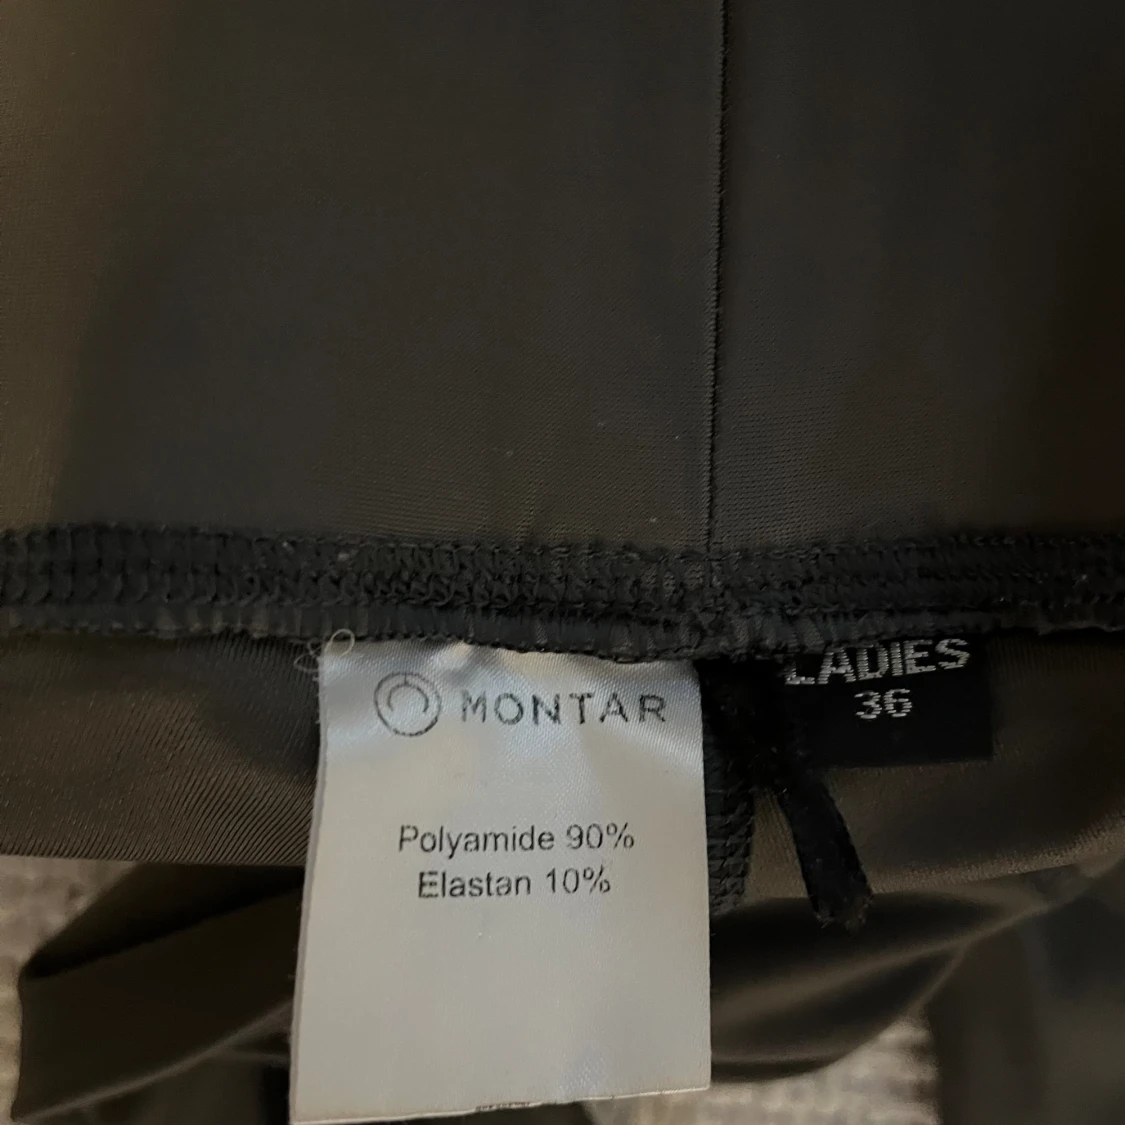 MONTAR
Polyamide 90%
Elastan 10%
LADIES
36